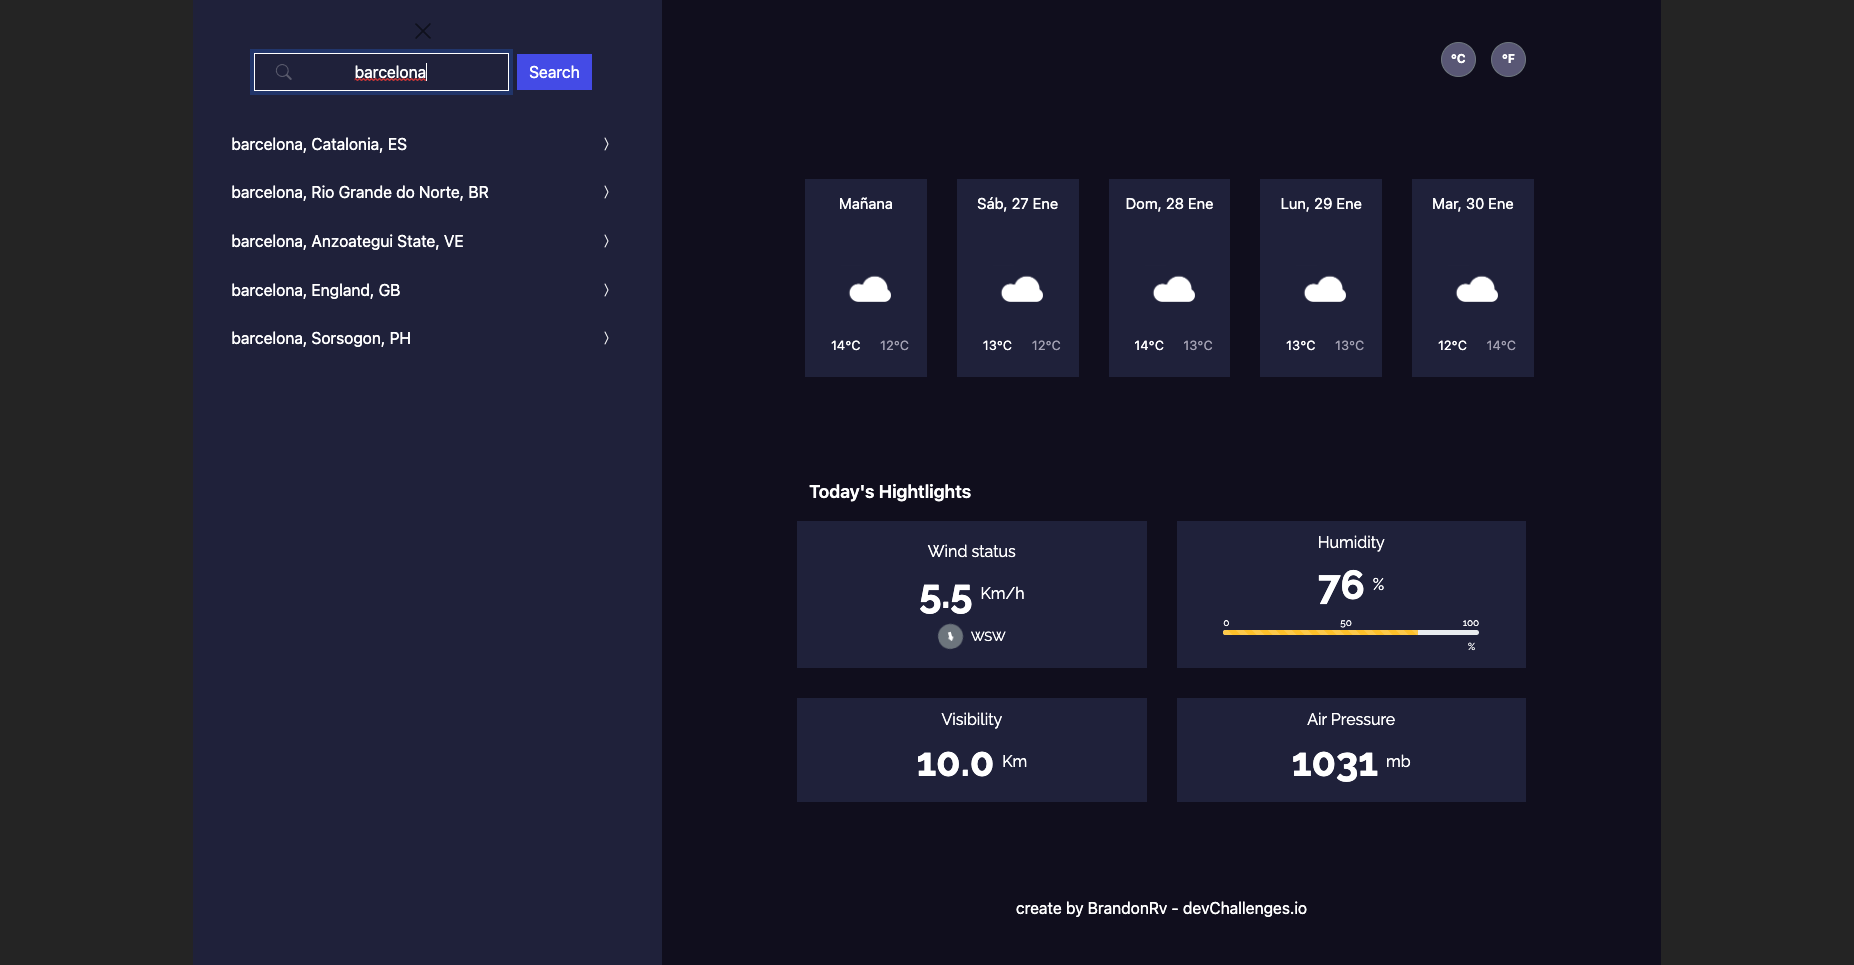 barcelona
Search
barcelona, Catalonia, ES
barcelona, Rio Grande do Norte, BR
barcelona, Anzoategui State, VE
barcelona, England, GB
barcelona, Sorsogon, PH
ºC ºF
Mañana
14°C 12°C
Sáb, 27 Ene
13°C 12°C
Dom, 28 Ene
14°C 13°C
Lun, 29 Ene
13°C 13°C
Mar, 30 Ene
12°C 14°C
Today's Hightlights
Wind status
5.5 Km/h
WSW
Humidity
76 %
0 50 100
%
Visibility
10.0 Km
Air Pressure
1031 mb
create by BrandonRv - devChallenges.io